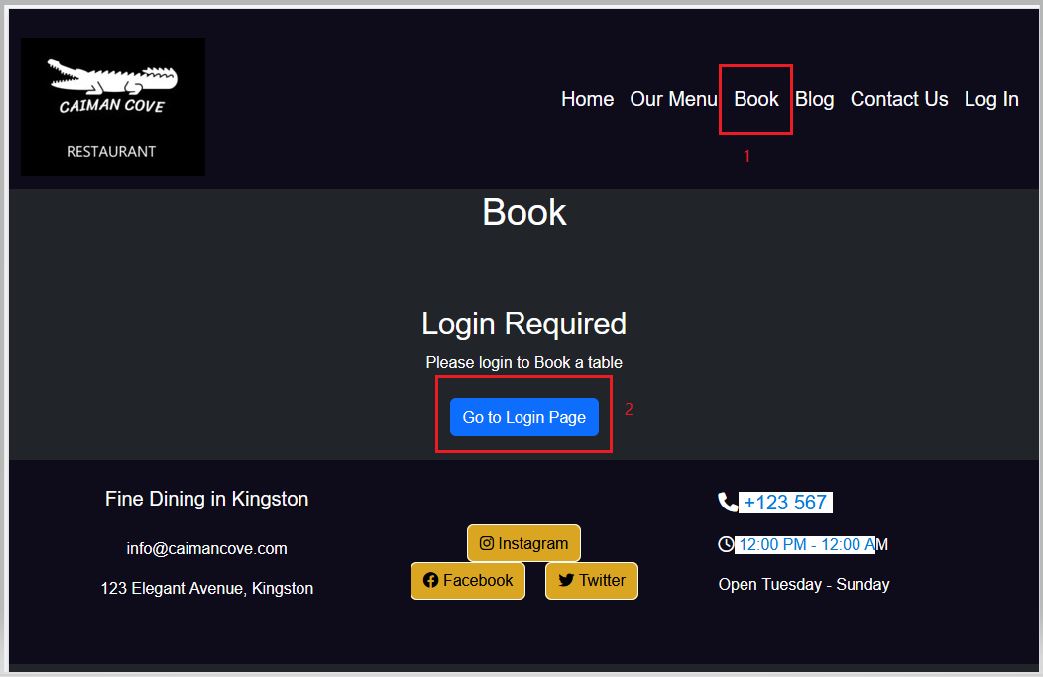 CAIMAN COVE
RESTAURANT
Home Our Menu Book Blog Contact Us Log In
1
Book
Login Required
Please login to Book a table
Go to Login Page
2
Fine Dining in Kingston
info@caimancove.com
123 Elegant Avenue, Kingston
Instagram
Facebook Twitter
+123 567
12:00 PM - 12:00 AM
Open Tuesday - Sunday